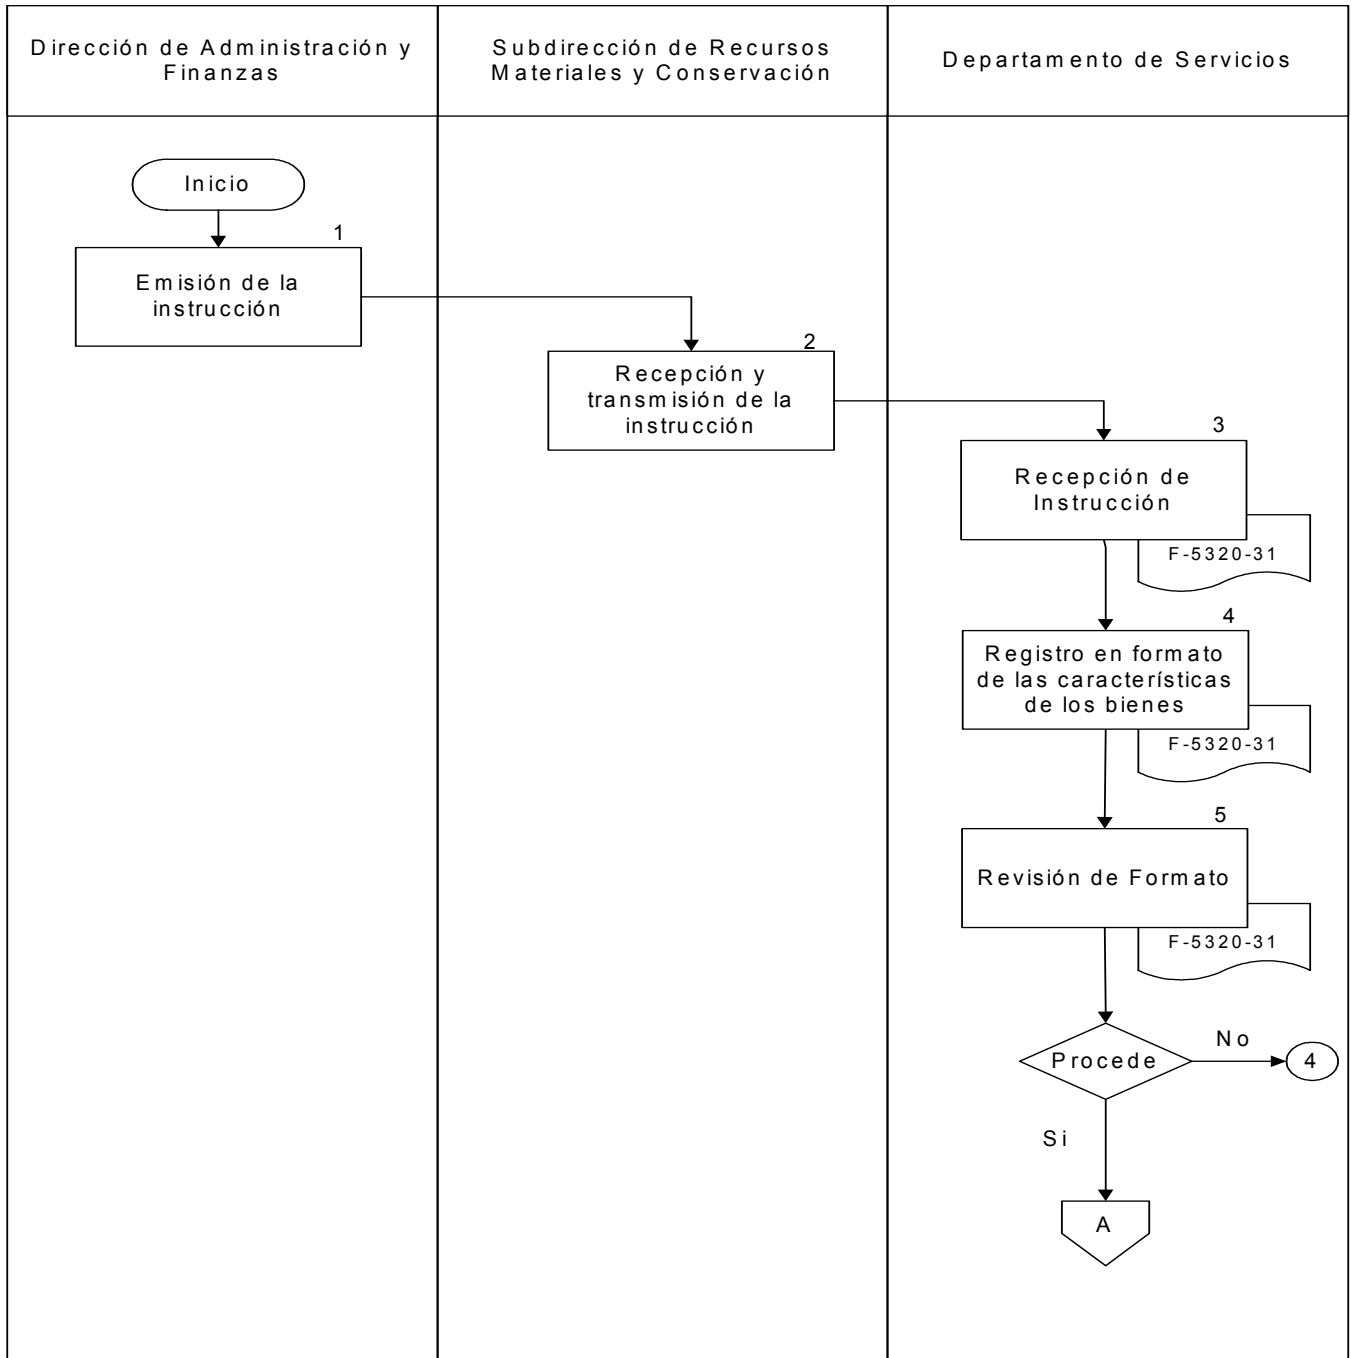 Dirección de Administración y
Finanzas
Subdirección de Recursos
Materiales y Conservación
Departamento de Servicios
Inicio
1
Emisión de la
instrucción
2
Recepción y
transmisión de la
instrucción
3
Recepción de
Instrucción
F-5320-31
4
Registro en formato
de las características
de los bienes
F-5320-31
5
Revisión de Formato
F-5320-31
Procede
No
4
Si
A